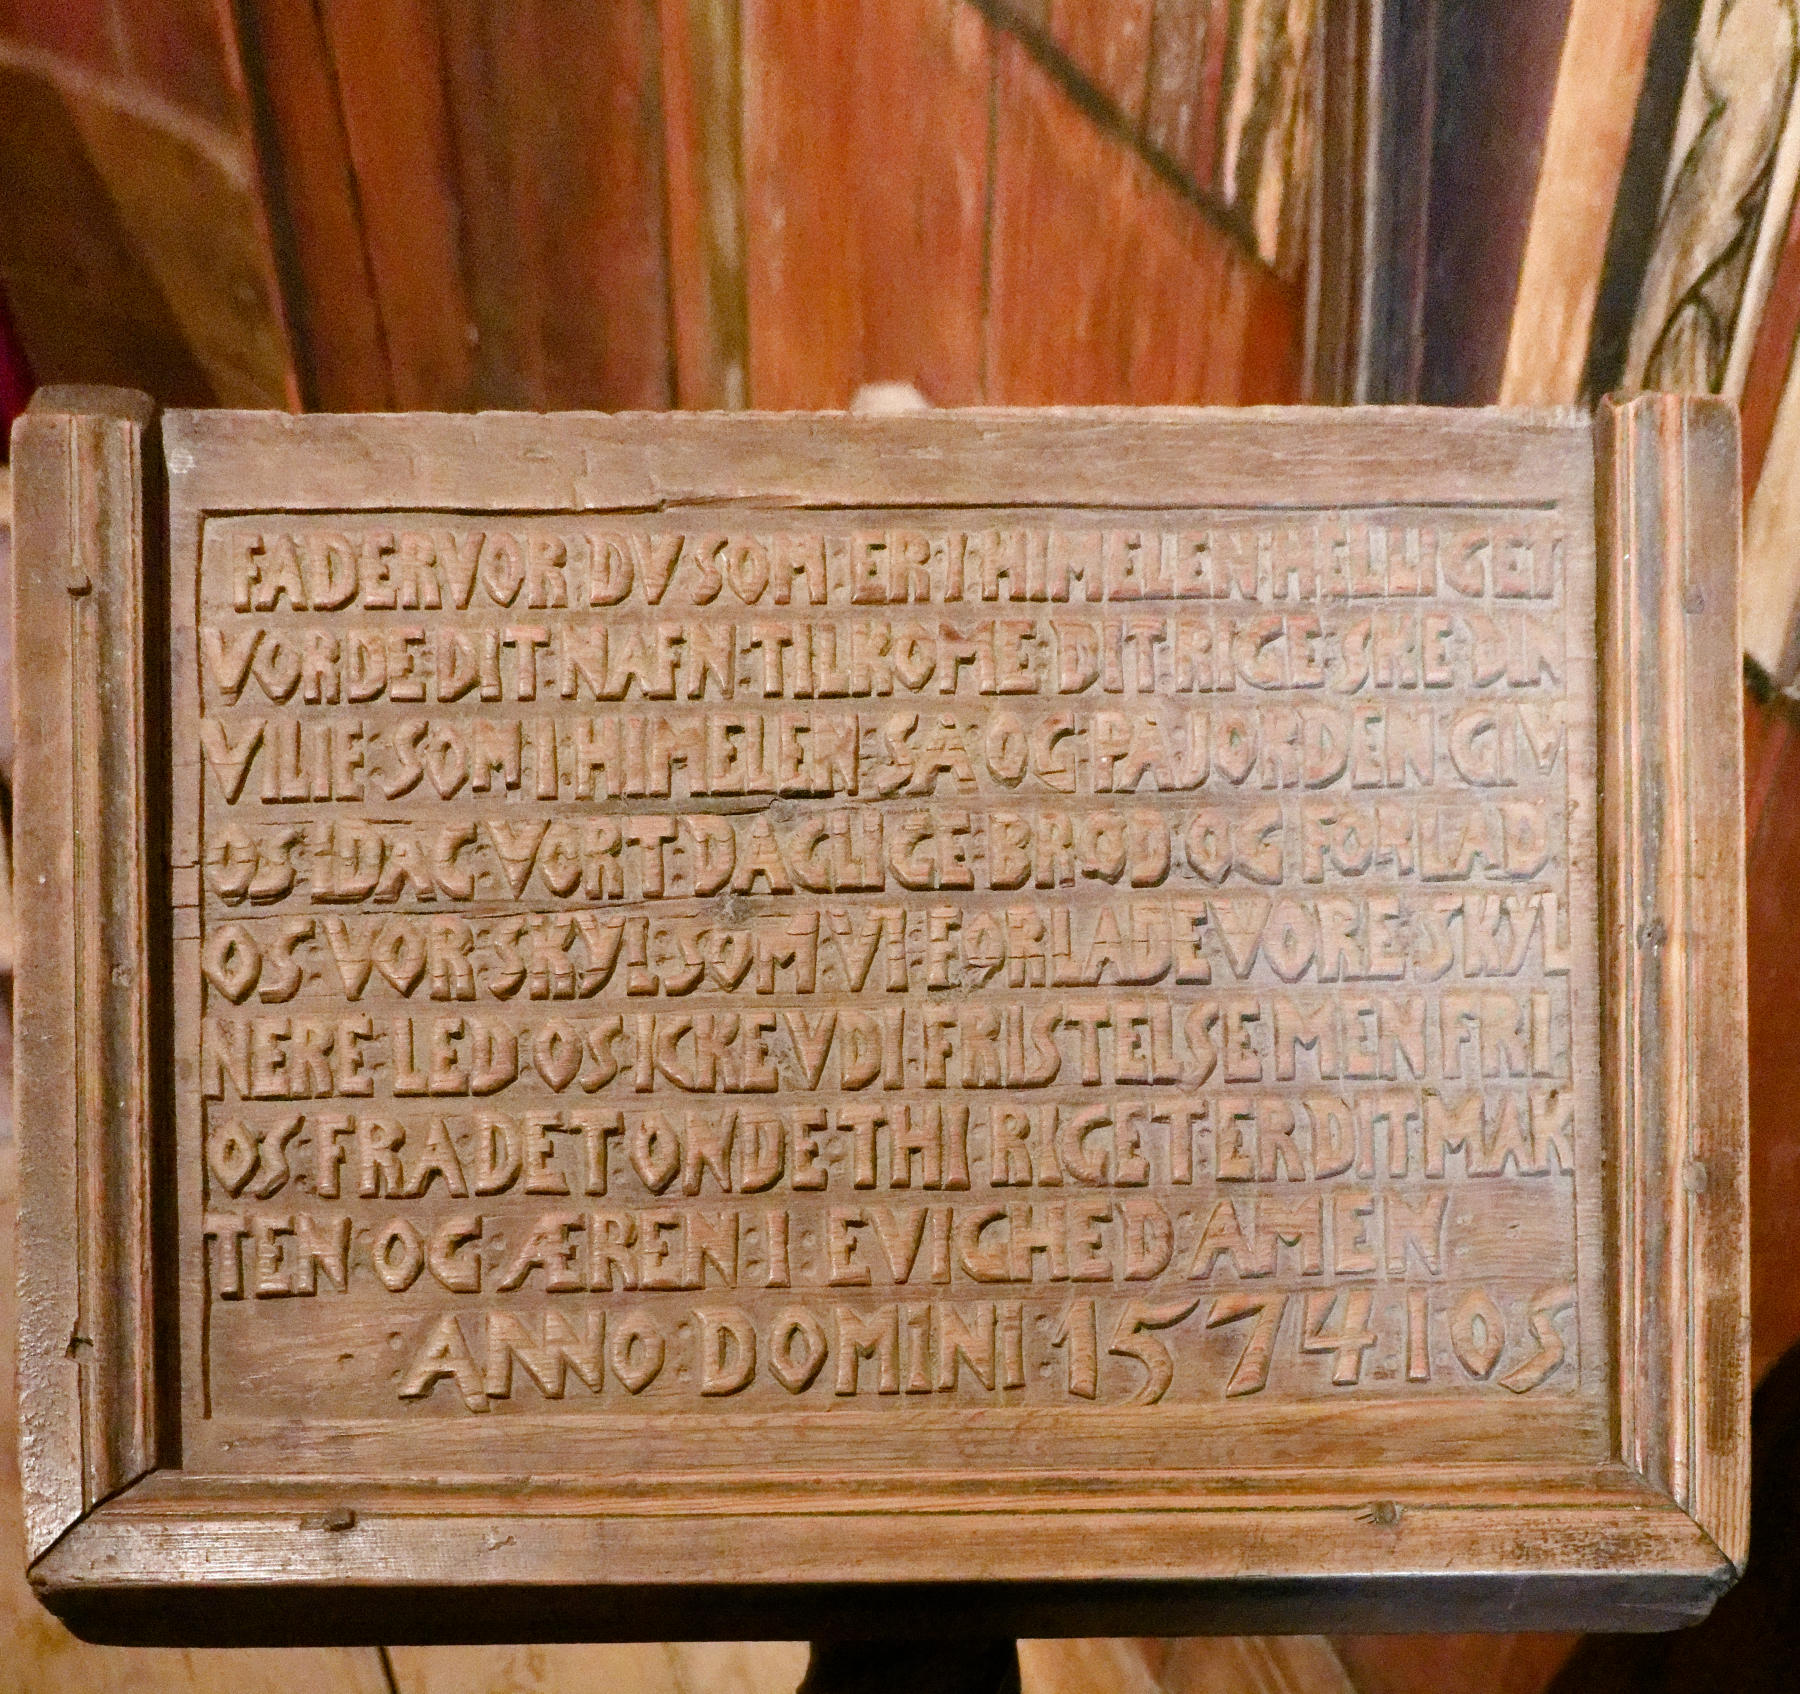 FADER VOR DV SOM ER I HIMELEN HELLIGET
VORDE DIT NAFN TILKOME DIT RIGE SKE DIN
VILIE SOM I HIMELEN SA OG PA JORDEN GIV
OS IDAG VORT DAGLIGE BRØD OG FORLAD
OS VOR SKYL SOM VI FORLADE VORE SKYL
NERE LED OS ICKE VDI FRISTELSE MEN FRI
OS FRA DET ONDE THI RIGET ER DIT MAK
TEN OG ÆREN I EVIGHED AMEN
ANNO DOMINI 1574 IOS